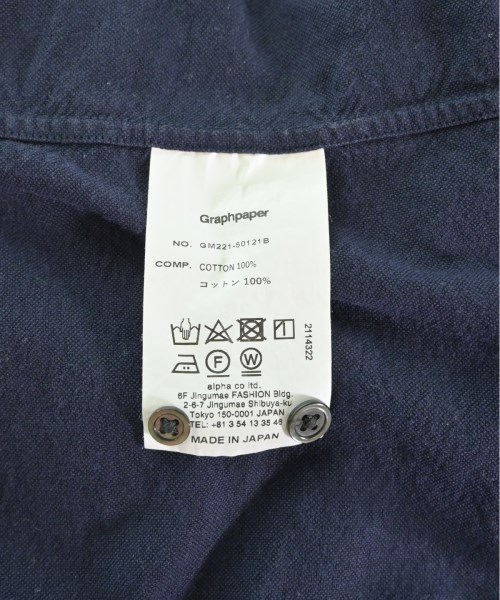 Graphpaper
NO. GM221-50121B
COMP. COTTON 100%
コットン 100%
2114322
F W
alpha co ltd.
6F Jingumae FASHION Bldg.
2-6-7 Jingumae Shibuya-ku
Tokyo 150-0001 JAPAN
TEL: +81 3 54 13 35 48
MADE IN JAPAN